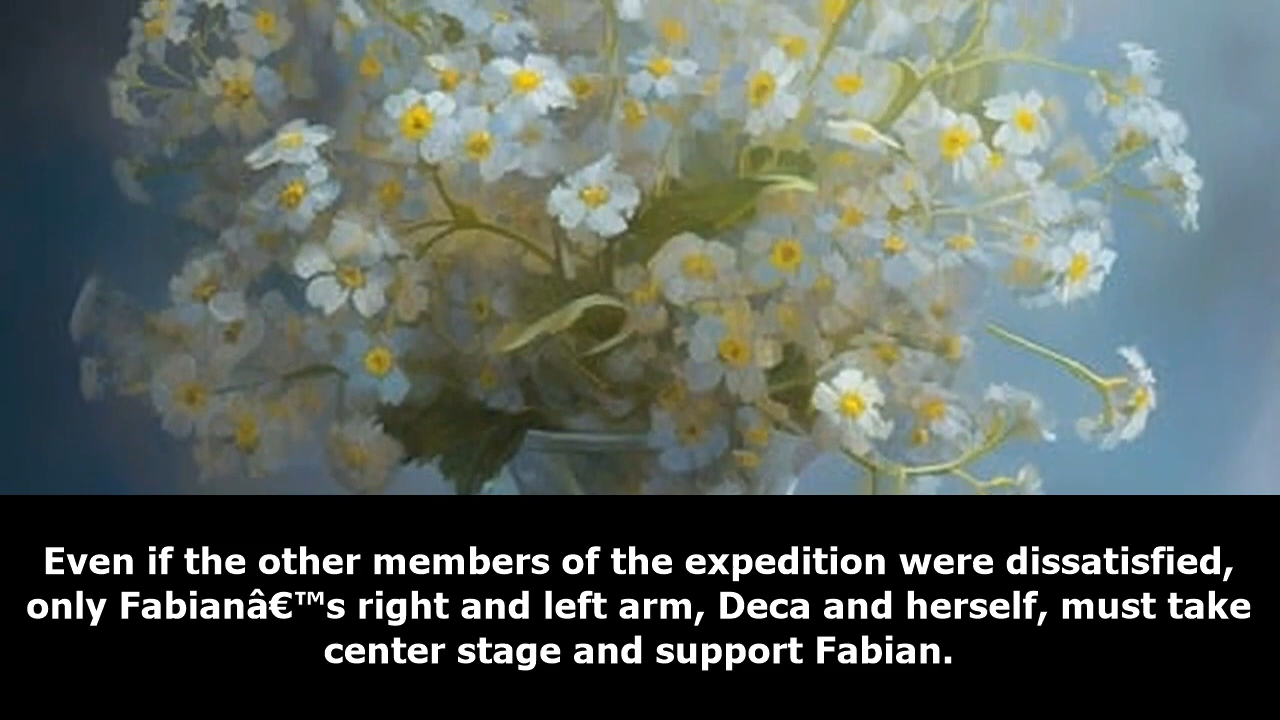 Even if the other members of the expedition were dissatisfied,
only Fabianâ€™s right and left arm, Deca and herself, must take
center stage and support Fabian.